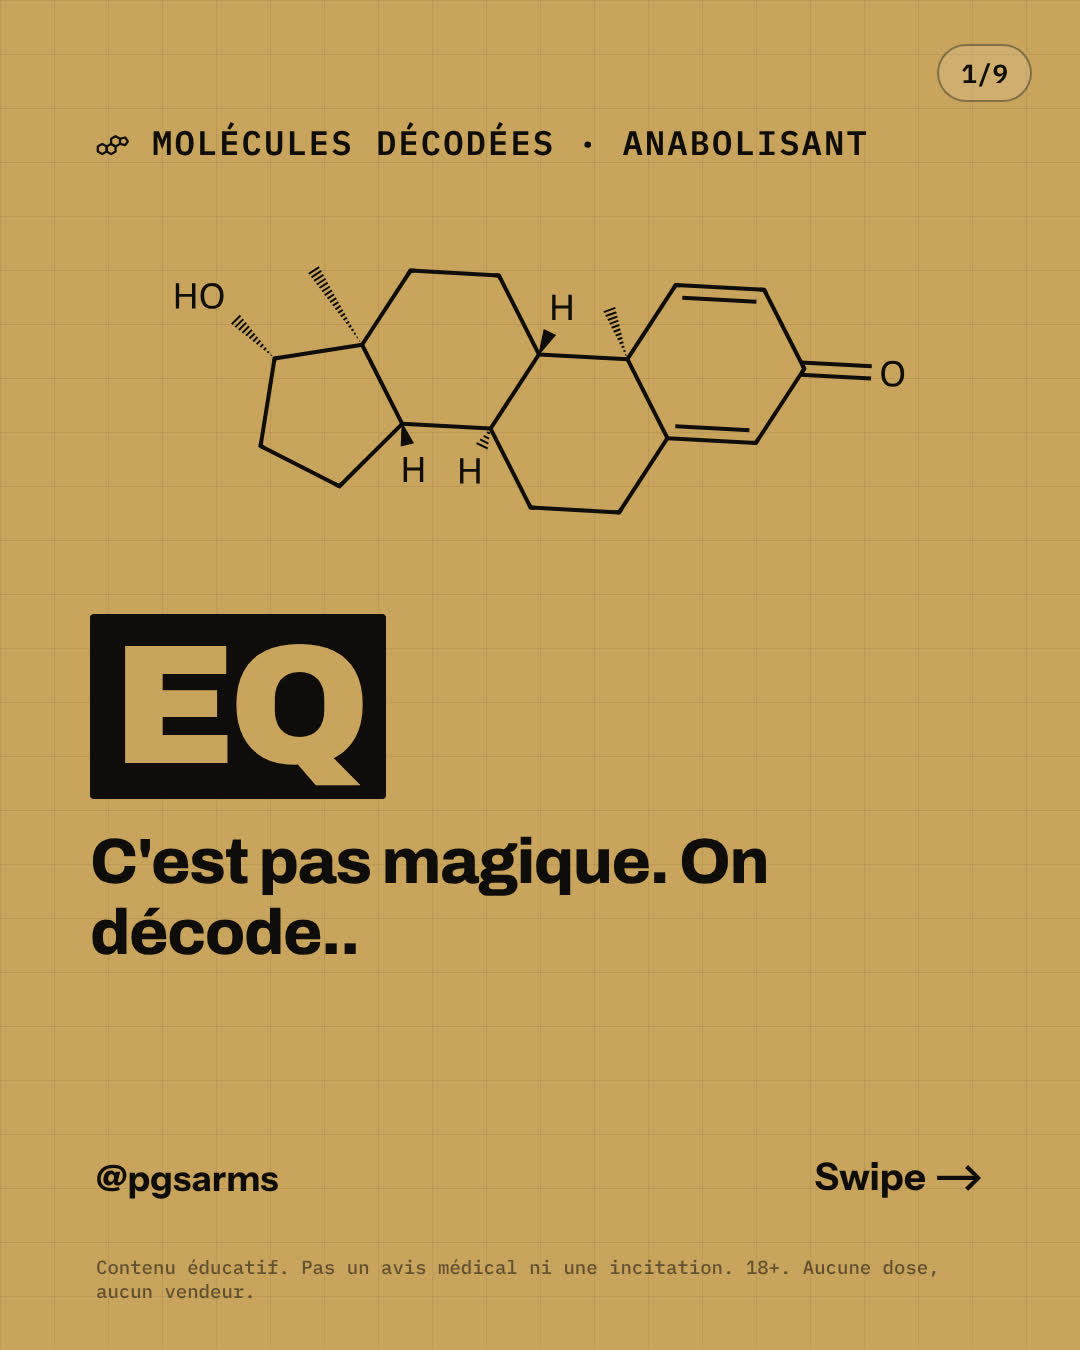 1/9
MOLÉCULES DÉCODÉES · ANABOLISANT
HO
H
O
H H
EQ
C'est pas magique. On
décode..
@pgsarms
Swipe →
Contenu éducatif. Pas un avis médical ni une incitation. 18+. Aucune dose,
aucun vendeur.